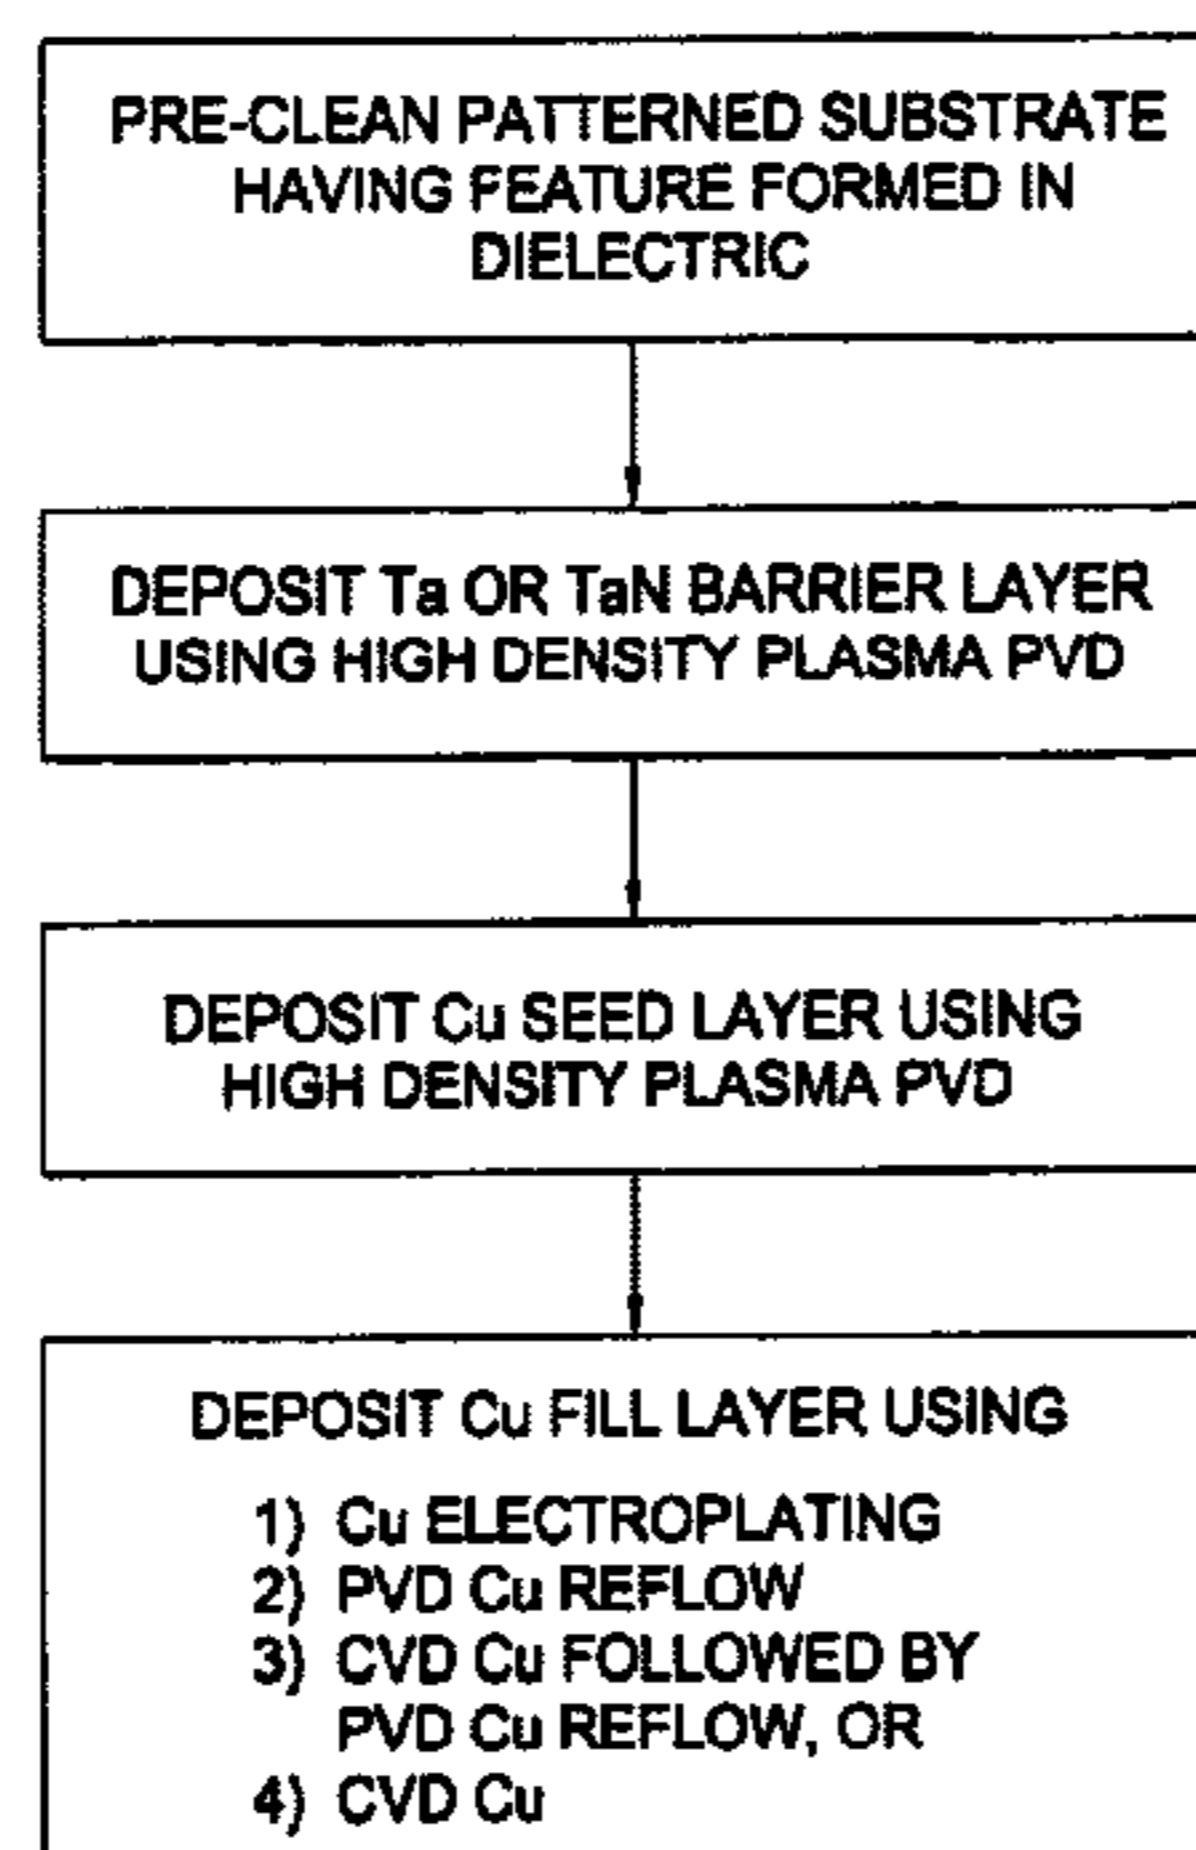 PRE-CLEAN PATTERNED SUBSTRATE
HAVING FEATURE FORMED IN
DIELECTRIC
DEPOSIT Ta OR TaN BARRIER LAYER
USING HIGH DENSITY PLASMA PVD
DEPOSIT Cu SEED LAYER USING
HIGH DENSITY PLASMA PVD
DEPOSIT Cu FILL LAYER USING
1) Cu ELECTROPLATING
2) PVD Cu REFLOW
3) CVD Cu FOLLOWED BY
PVD Cu REFLOW, OR
4) CVD Cu